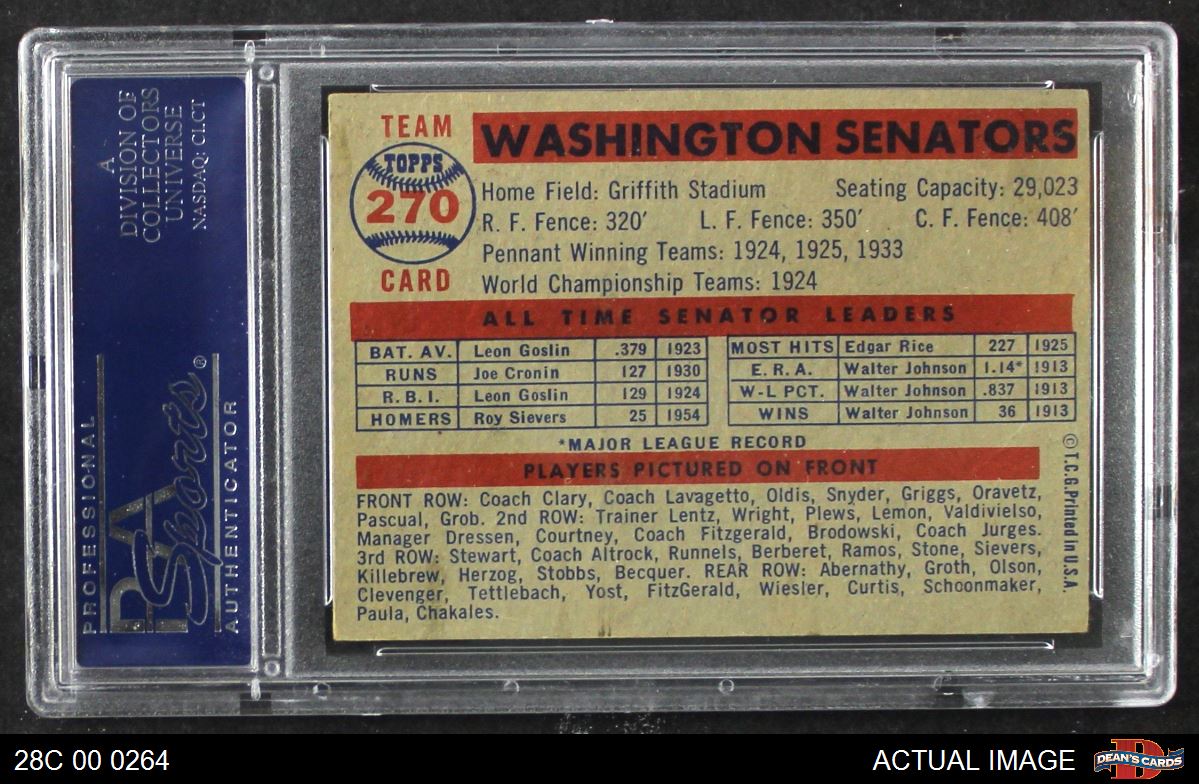 A
DIVISION OF
COLLECTORS
UNIVERSE
NASDAQ: CLCT
PROFESSIONAL
PSA
Sports®
AUTHENTICATOR
TEAM
TOPPS
270
CARD
WASHINGTON SENATORS
Home Field: Griffith Stadium Seating Capacity: 29,023
R. F. Fence: 320′ L. F. Fence: 350′ C. F. Fence: 408′
Pennant Winning Teams: 1924, 1925, 1933
World Championship Teams: 1924
ALL TIME SENATOR LEADERS
BAT. AV. Leon Goslin .379 1923 MOST HITS Edgar Rice 227 1925
RUNS Joe Cronin 127 1930 E. R. A. Walter Johnson 1.14* 1913
R. B. I. Leon Goslin 129 1924 W-L PCT. Walter Johnson .837 1913
HOMERS Roy Sievers 25 1954 WINS Walter Johnson 36 1913
*MAJOR LEAGUE RECORD
PLAYERS PICTURED ON FRONT
FRONT ROW: Coach Clary, Coach Lavagetto, Oldis, Snyder, Griggs, Oravetz,
Pascual, Grob. 2nd ROW: Trainer Lentz, Wright, Plews, Lemon, Valdivielso,
Manager Dressen, Courtney, Coach Fitzgerald, Brodowski, Coach Jurges.
3rd ROW: Stewart, Coach Altrock, Runnels, Berberet, Ramos, Stone, Sievers,
Killebrew, Herzog, Stobbs, Becquer. REAR ROW: Abernathy, Groth, Olson,
Clevenger, Tettlebach, Yost, FitzGerald, Wiesler, Curtis, Schoonmaker,
Paula, Chakales.
© T.C.G. Printed in U.S.A.
28C 00 0264
ACTUAL IMAGE
DEAN'S CARDS